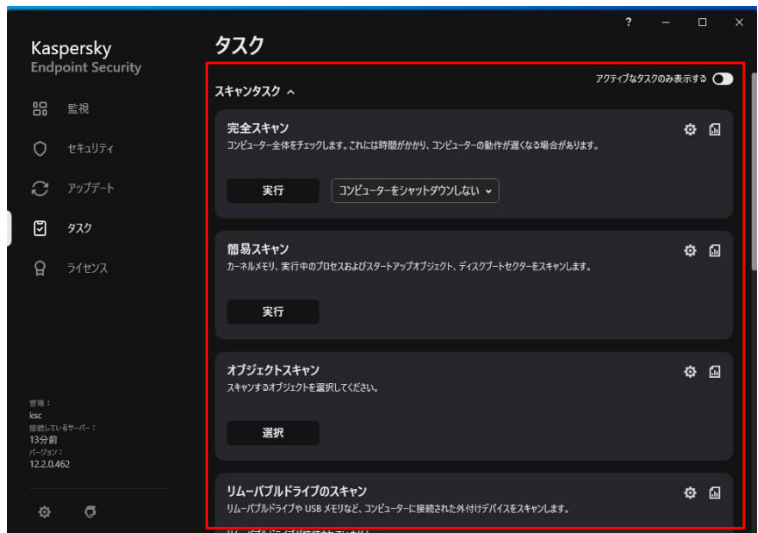 ?
Kaspersky
Endpoint Security
監視
セキュリティ
アップデート
タスク
ライセンス
管理：
ksc
接続しているサーバー：
13分前
バージョン：
12.2.0.462
タスク
アクティブなタスクのみ表示する
スキャンタスク
完全スキャン
コンピューター全体をチェックします。これには時間がかかり、コンピューターの動作が遅くなる場合があります。
実行
コンピューターをシャットダウンしない
簡易スキャン
カーネルメモリ、実行中のプロセスおよびスタートアップオブジェクト、ディスクブートセクターをスキャンします。
実行
オブジェクトスキャン
スキャンするオブジェクトを選択してください。
選択
リムーバブルドライブのスキャン
リムーバブルドライブや USB メモリなど、コンピューターに接続された外付けデバイスをスキャンします。